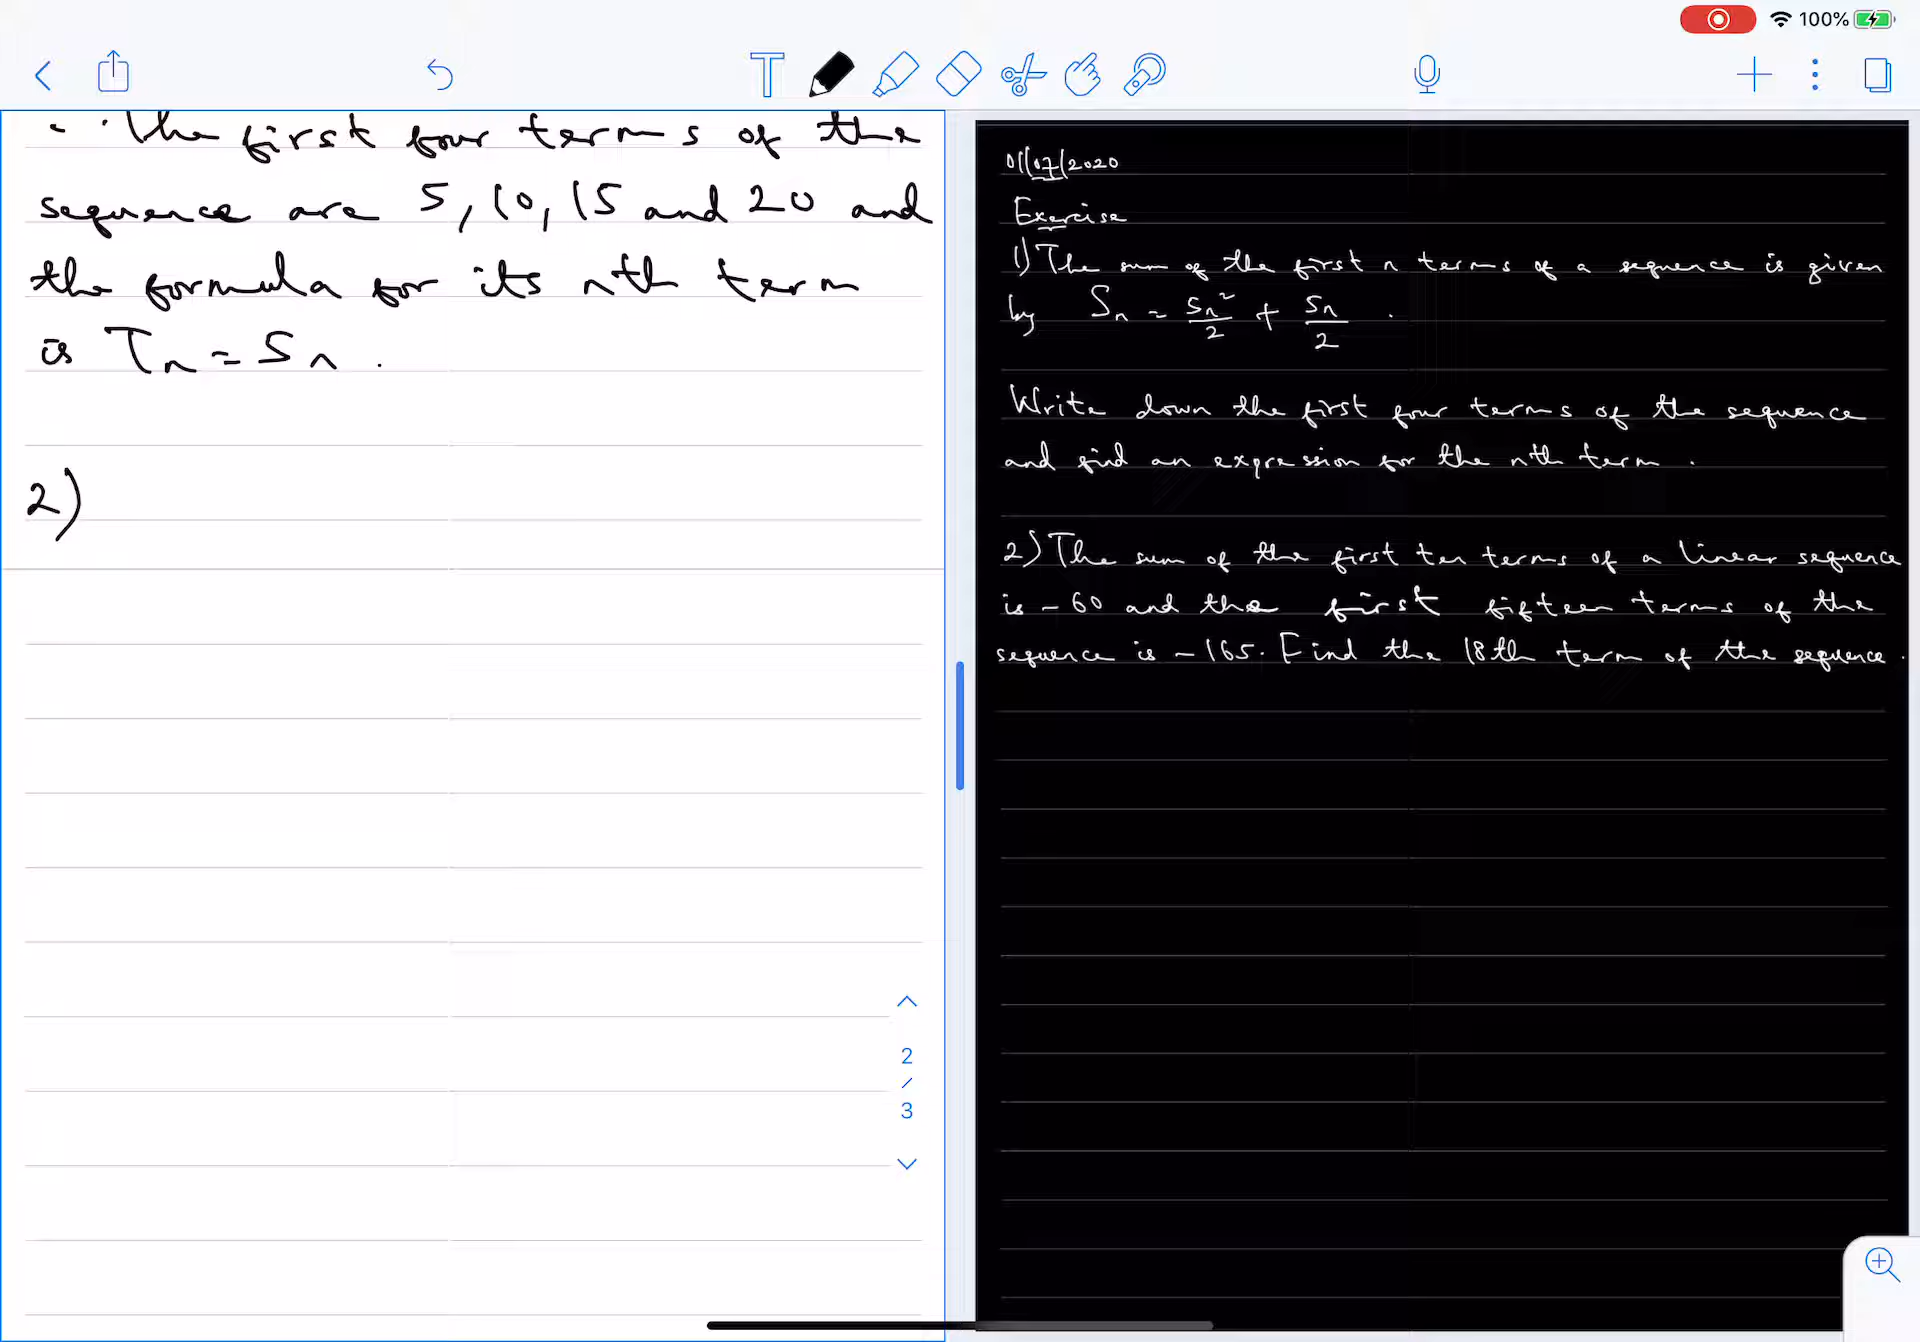 100%
∴ The first four terms of the
sequence are 5, 10, 15 and 20 and
the formula for its nth term
is Tn = 5n.
2)
2
/
3
01/07/2020
Exercise
1) The sum of the first n terms of a sequence is given
by Sn = 5n²/2 + 5n/2.
Write down the first four terms of the sequence
and find an expression for the nth term.
2) The sum of the first ten terms of a linear sequence
is -60 and the first fifteen terms of the
sequence is -165. Find the 18th term of the sequence.